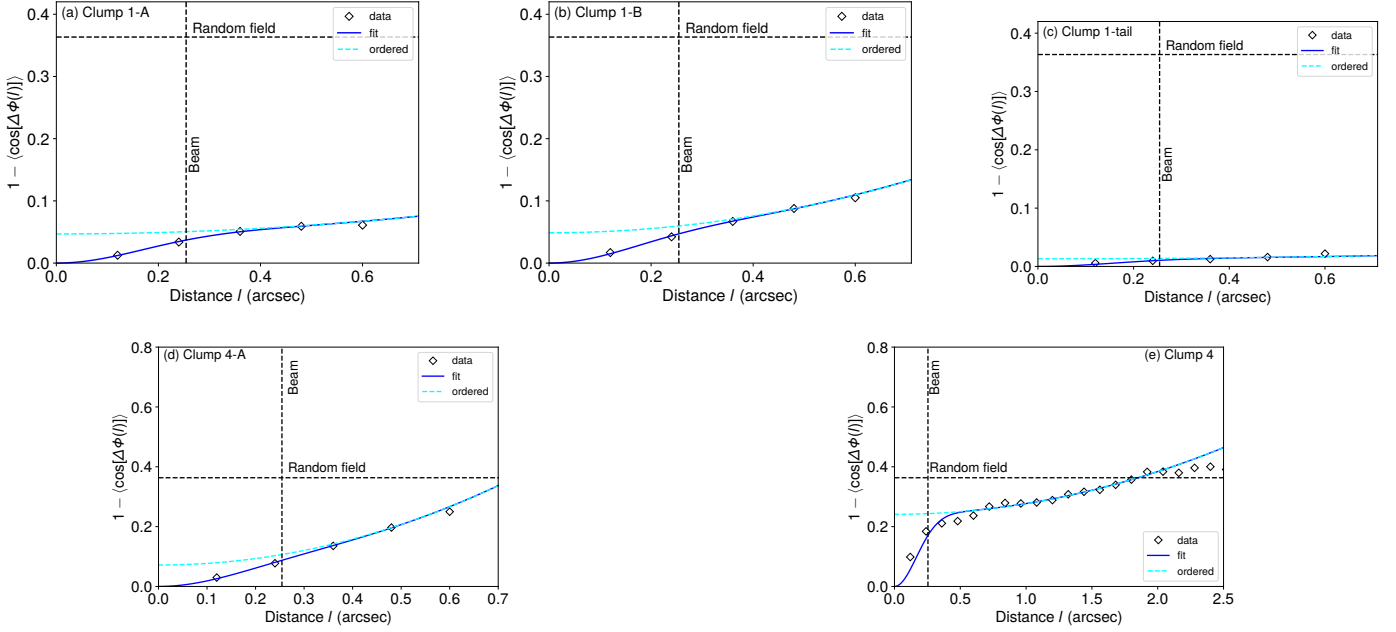 (a) Clump 1-A
data
fit
ordered
Random field
Beam
0.4
0.3
0.2
0.1
0.0
0.0 0.2 0.4 0.6
1 − ⟨cos[ΔΦ(l)]⟩
Distance l (arcsec)
(b) Clump 1-B
data
fit
ordered
Random field
Beam
0.4
0.3
0.2
0.1
0.0
0.0 0.2 0.4 0.6
1 − ⟨cos[ΔΦ(l)]⟩
Distance l (arcsec)
(c) Clump 1-tail
data
fit
ordered
Random field
Beam
0.4
0.3
0.2
0.1
0.0
0.0 0.2 0.4 0.6
1 − ⟨cos[ΔΦ(l)]⟩
Distance l (arcsec)
(d) Clump 4-A
data
fit
ordered
Beam
Random field
0.8
0.6
0.4
0.2
0.0
0.0 0.1 0.2 0.3 0.4 0.5 0.6 0.7
1 − ⟨cos[ΔΦ(l)]⟩
Distance l (arcsec)
(e) Clump 4
Beam
Random field
data
fit
ordered
0.8
0.6
0.4
0.2
0.0
0.0 0.5 1.0 1.5 2.0 2.5
1 − ⟨cos[ΔΦ(l)]⟩
Distance l (arcsec)